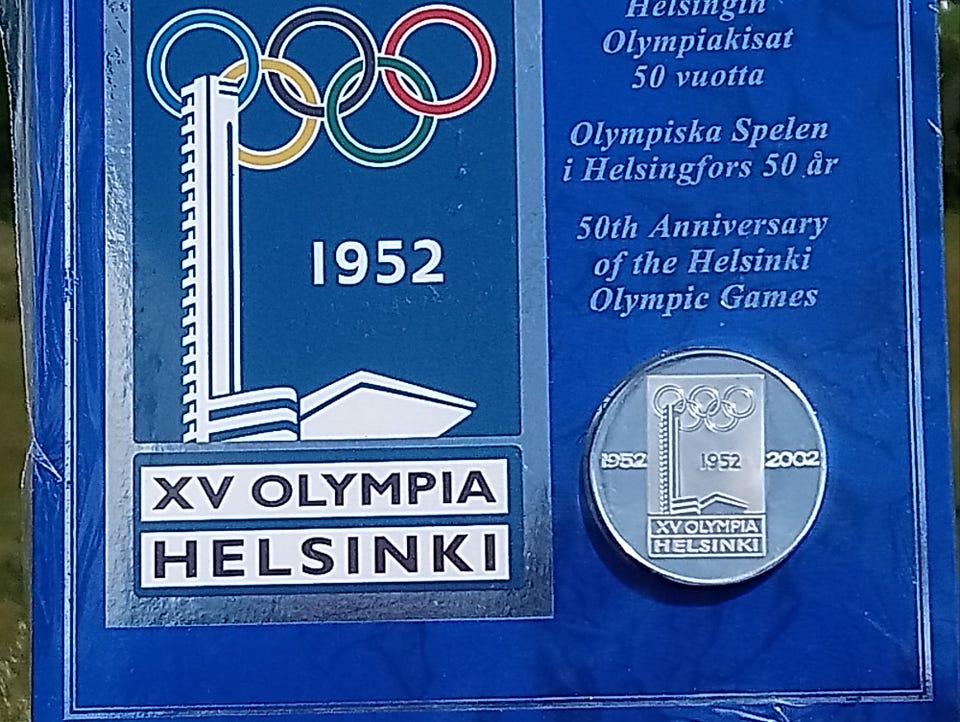 Helsingin
Olympiakisat
50 vuotta
Olympiska Spelen
i Helsingfors 50 år
50th Anniversary
of the Helsinki
Olympic Games
1952
XV OLYMPIA
HELSINKI
1952
1952
2002
XV OLYMPIA
HELSINKI